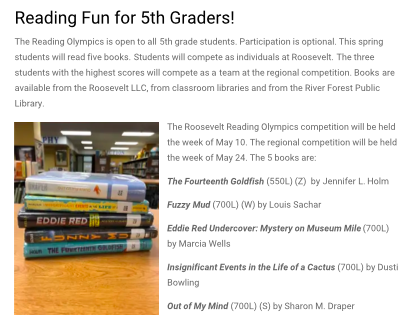 Reading Fun for 5th Graders!
The Reading Olympics is open to all 5th grade students. Participation is optional. This spring
students will read five books. Students will compete as individuals at Roosevelt. The three
students with the highest scores will compete as a team at the regional competition. Books are
available from the Roosevelt LLC, from classroom libraries and from the River Forest Public
Library.
The Roosevelt Reading Olympics competition will be held
the week of May 10. The regional competition will be held
the week of May 24. The 5 books are:
The Fourteenth Goldfish (550L) (Z) by Jennifer L. Holm
Fuzzy Mud (700L) (W) by Louis Sachar
Eddie Red Undercover: Mystery on Museum Mile (700L)
by Marcia Wells
Insignificant Events in the Life of a Cactus (700L) by Dusti
Bowling
Out of My Mind (700L) (S) by Sharon M. Draper
EDDIE RED
FUZZY MUD
THE FOURTEENTH GOLDFISH